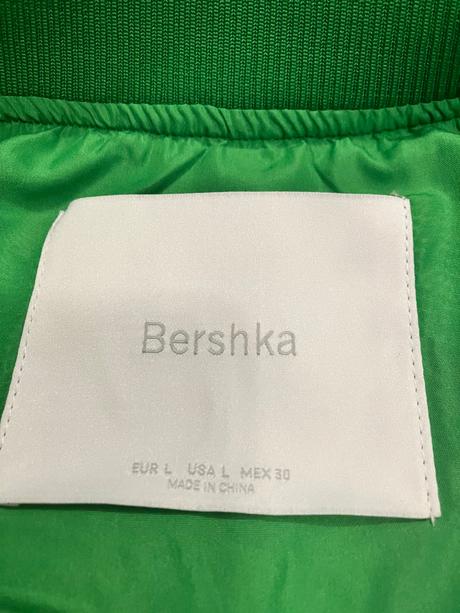 Bershka
EUR L USA L MEX 30
MADE IN CHINA